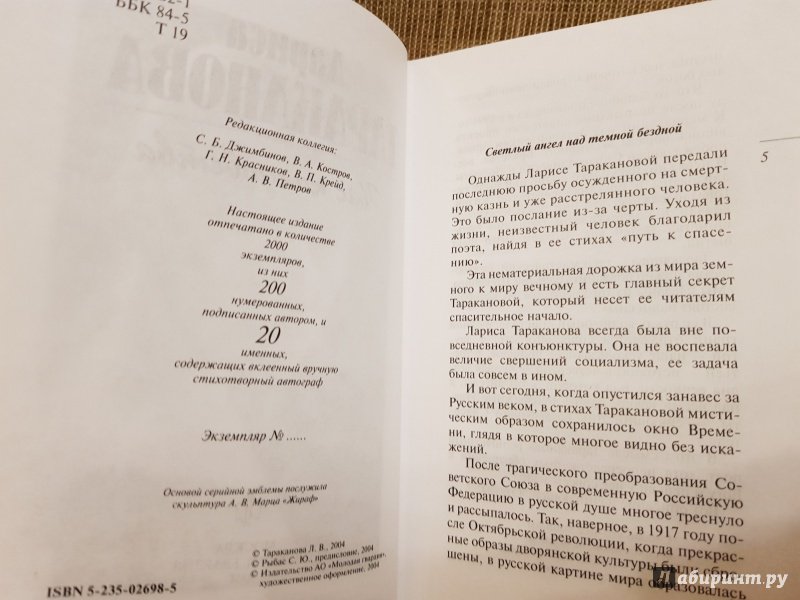 ББК 84-5
Т 19
Редакционная коллегия:
С. Б. Джимбинов, В. А. Костров,
Г. Н. Красников, В. П. Крейд,
А. В. Петров
Настоящее издание
отпечатано в количестве
2000
экземпляров,
из них
200
нумерованных,
подписанных автором, и
20
именных,
содержащих вклеенный вручную
стихотворный автограф
Экземпляр № ......
Основой серийной эмблемы послужила
скульптура А. В. Марца «Жираф»
© Тараканова Л. В., 2004
© Рыбас С. Ю., предисловие, 2004
© Издательство АО «Молодая гвардия»,
художественное оформление, 2004
ISBN 5-235-02698-5
Светлый ангел над темной бездной
5
Однажды Ларисе Таракановой передали
последнюю просьбу осужденного на смерт-
ную казнь и уже расстрелянного человека.
Это было послание из-за черты. Уходя из
жизни, неизвестный человек благодарил
поэта, найдя в ее стихах «путь к спасе-
нию».
Эта нематериальная дорожка из мира зем-
ного к миру вечному и есть главный секрет
Таракановой, который несет ее читателям
спасительное начало.
Лариса Тараканова всегда была вне по-
вседневной конъюнктуры. Она не воспевала
величие свершений социализма, ее задача
была совсем в ином.
И вот сегодня, когда опустился занавес за
Русским веком, в стихах Таракановой мисти-
ческим образом сохранилось окно Време-
ни, глядя в которое многое видно без иска-
жений.
После трагического преобразования Со-
ветского Союза в современную Российскую
Федерацию в русской душе многое треснуло
и рассыпалось. Так, наверное, в 1917 году по-
сле Октябрьской революции, когда прекрас-
ные образы дворянской культуры были сбро-
шены, в русской картине мира образовалась
Лабиринт.ру